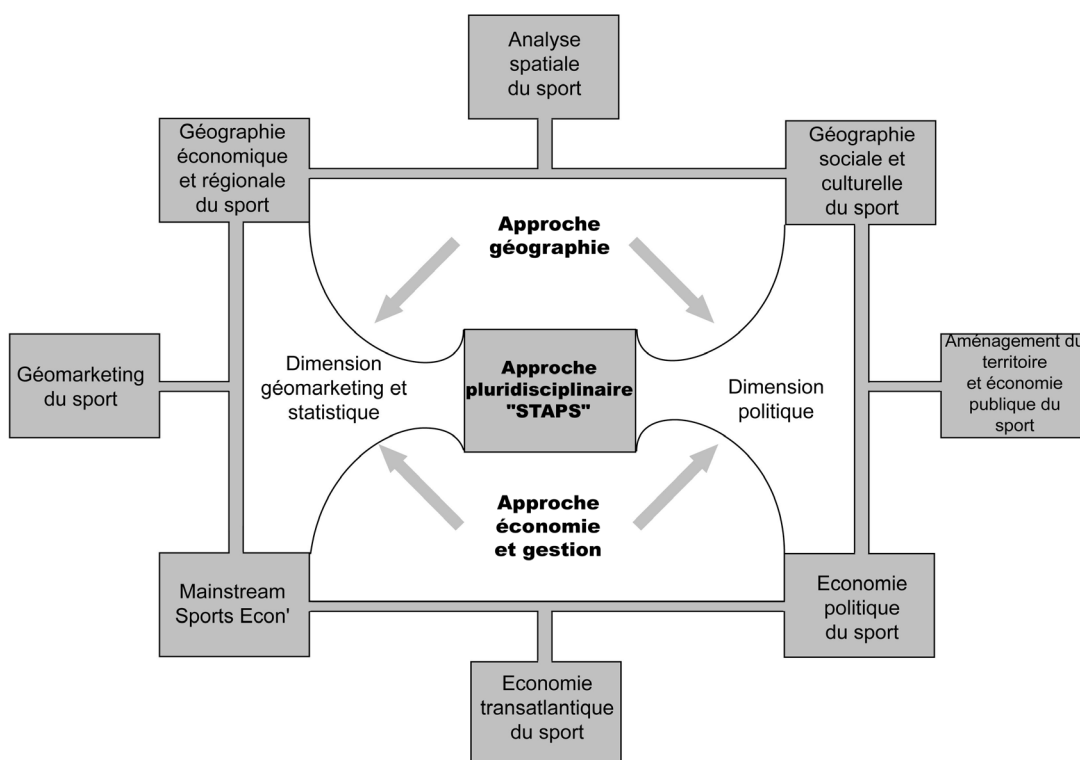 Analyse
spatiale
du sport
Géographie
économique
et régionale
du sport
Géographie
sociale et
culturelle
du sport
Approche
géographie
Géomarketing
du sport
Dimension
géomarketing et
statistique
Approche
pluridisciplinaire
"STAPS"
Dimension
politique
Aménagement du
territoire
et économie
publique du
sport
Approche
économie
et gestion
Mainstream
Sports Econ'
Economie
politique
du sport
Economie
transatlantique
du sport